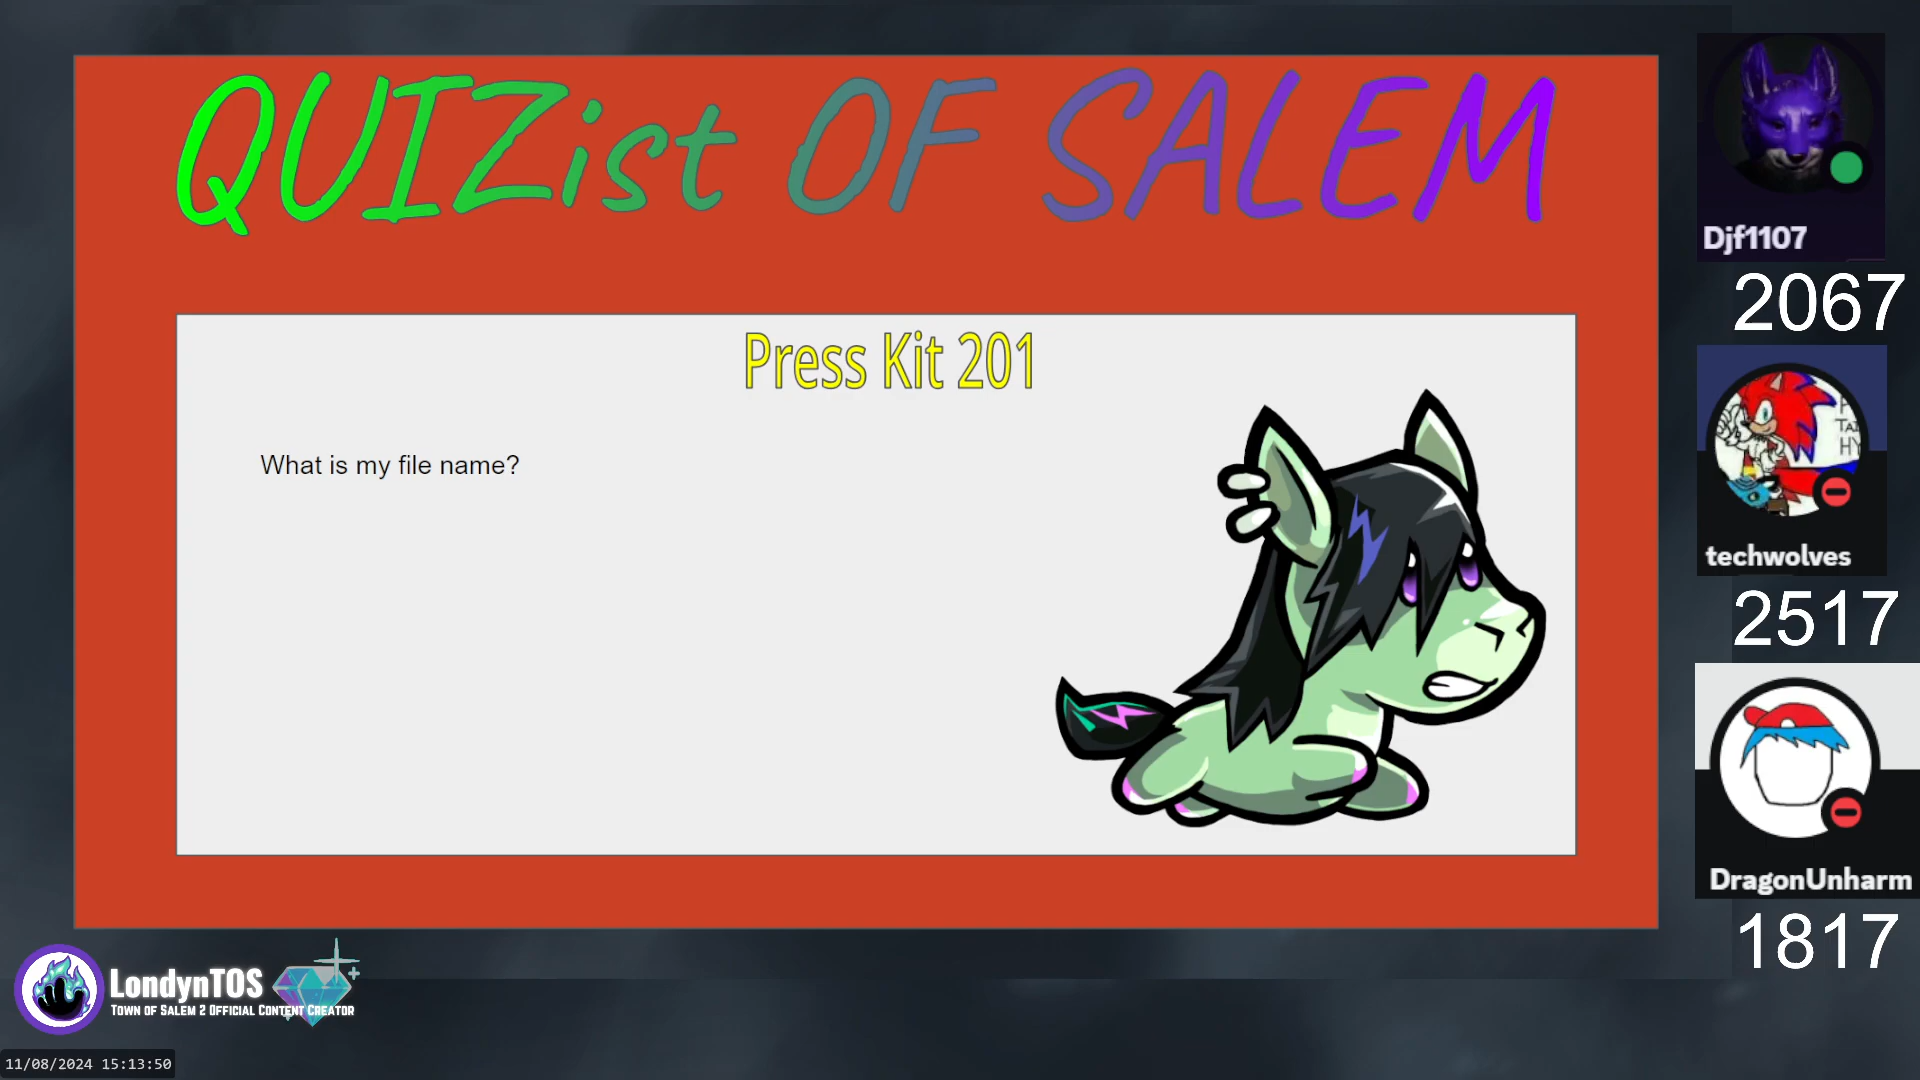 QUIZist OF SALEM
Press Kit 201
What is my file name?
Djf1107
2067
techwolves
2517
DragonUnharm
1817
LondynTOS
Town of Salem 2 Official Content Creator
11/08/2024 15:13:50